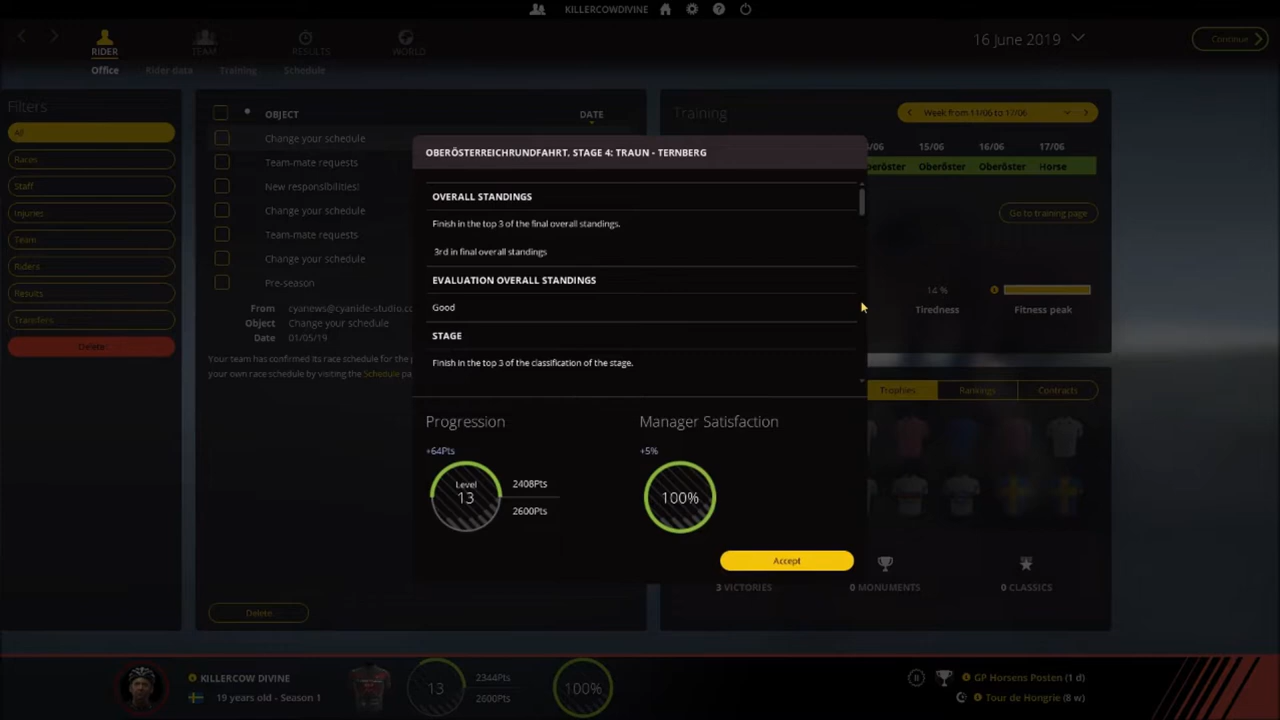 KILLERCOWDIVINE
RIDER
TEAM
RESULTS
WORLD
16 June 2019
Continue
Office
Rider data
Training
Schedule
Filters
All
Races
Staff
Injuries
Team
Riders
Results
Transfers
Delete
OBJECT
DATE
Change your schedule
Team-mate requests
New responsibilities!
Change your schedule
Team-mate requests
Change your schedule
Pre-season
From cyanews@cyanide-studio.co
Object Change your schedule
Date 01/05/19
Your team has confirmed its race schedule for the
your own race schedule by visiting the Schedule pa
Delete
OBERÖSTERREICHRUNDFAHRT. STAGE 4: TRAUN - TERNBERG
OVERALL STANDINGS
Finish in the top 3 of the final overall standings.
3rd in final overall standings
EVALUATION OVERALL STANDINGS
Good
STAGE
Finish in the top 3 of the classification of the stage.
Progression
+64Pts
Level
13
2408Pts
2600Pts
Manager Satisfaction
+5%
100%
Accept
Training
Week from 11/06 to 17/06
/06 15/06 16/06 17/06
Oberöster Oberöster Horse
Go to training page
14 %
Tiredness
Fitness peak
Trophies
Rankings
Contracts
3 VICTORIES
0 MONUMENTS
0 CLASSICS
KILLERCOW DIVINE
19 years old - Season 1
13
2344Pts
2600Pts
100%
GP Horsens Posten (1 d)
Tour de Hongrie (8 w)